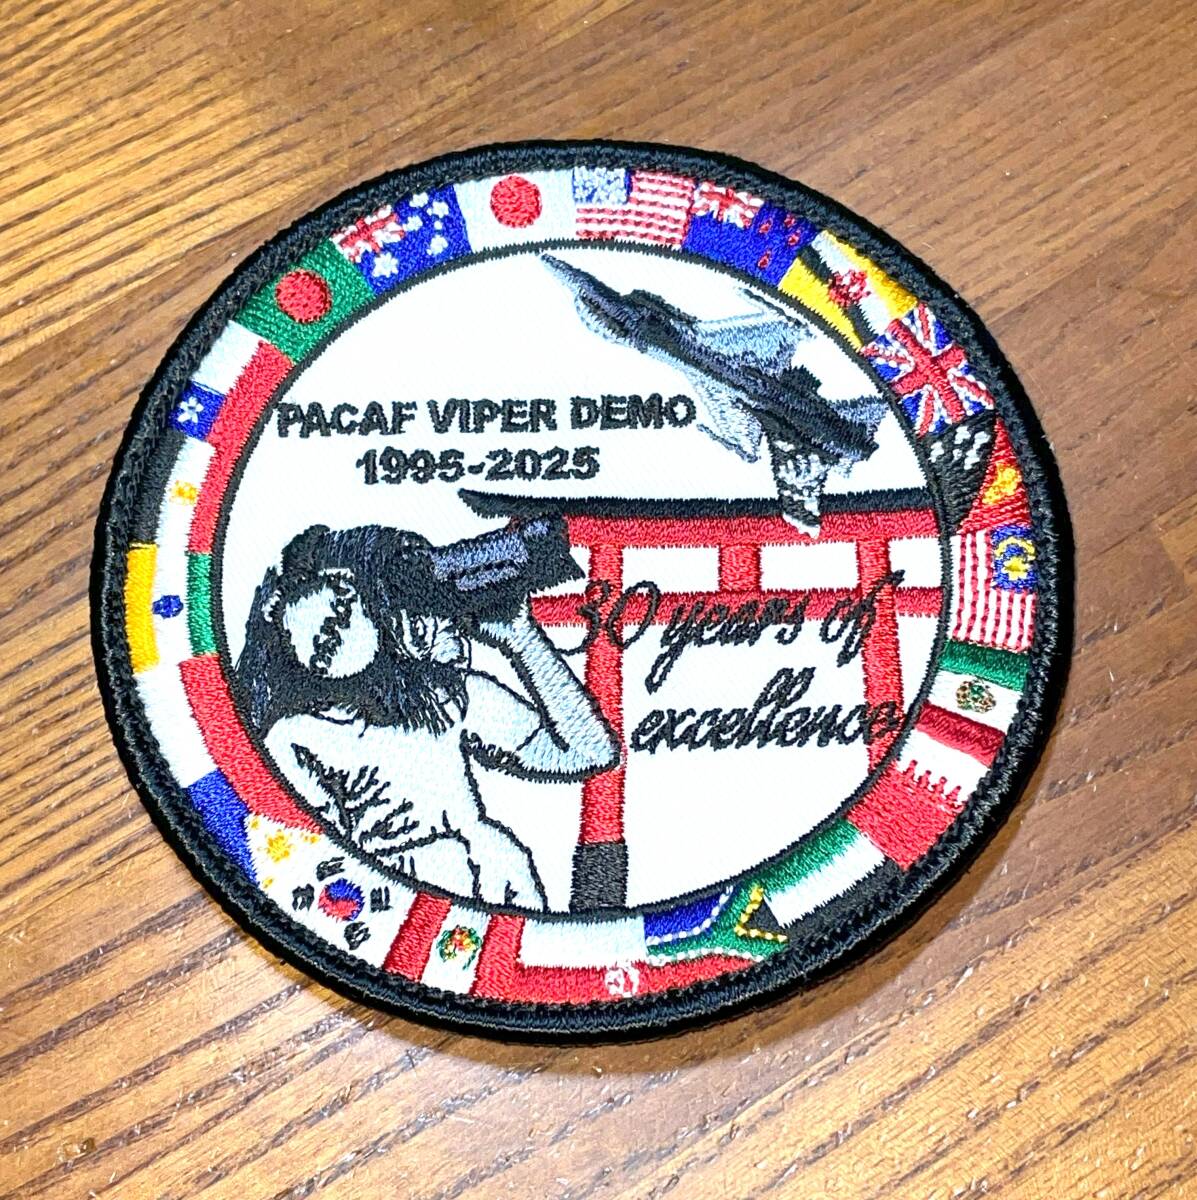 PACAF VIPER DEMO
1995-2025
30 years of
excellence